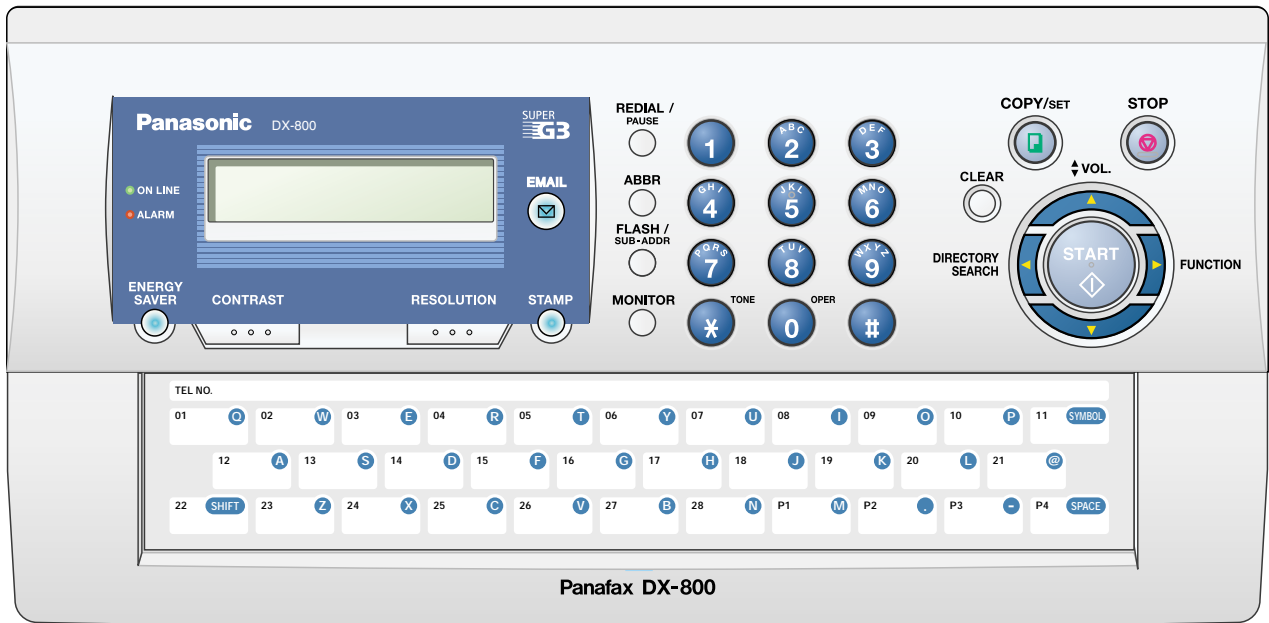 Panasonic DX-800
SUPER G3
ON LINE
ALARM
EMAIL
ENERGY
SAVER
CONTRAST
RESOLUTION
STAMP
REDIAL /
PAUSE
ABBR
FLASH /
SUB-ADDR
MONITOR
1
ABC 2
DEF 3
GHI 4
JKL 5
MNO 6
PQRS 7
TUV 8
WXYZ 9
* TONE
0 OPER
#
COPY/SET
STOP
CLEAR
VOL.
DIRECTORY
SEARCH
START
FUNCTION
TEL NO.
01 Q 02 W 03 E 04 R 05 T 06 Y 07 U 08 I 09 O 10 P 11 SYMBOL
12 A 13 S 14 D 15 F 16 G 17 H 18 J 19 K 20 L 21 @
22 SHIFT 23 Z 24 X 25 C 26 V 27 B 28 N P1 M P2 . P3 - P4 SPACE
Panafax DX-800